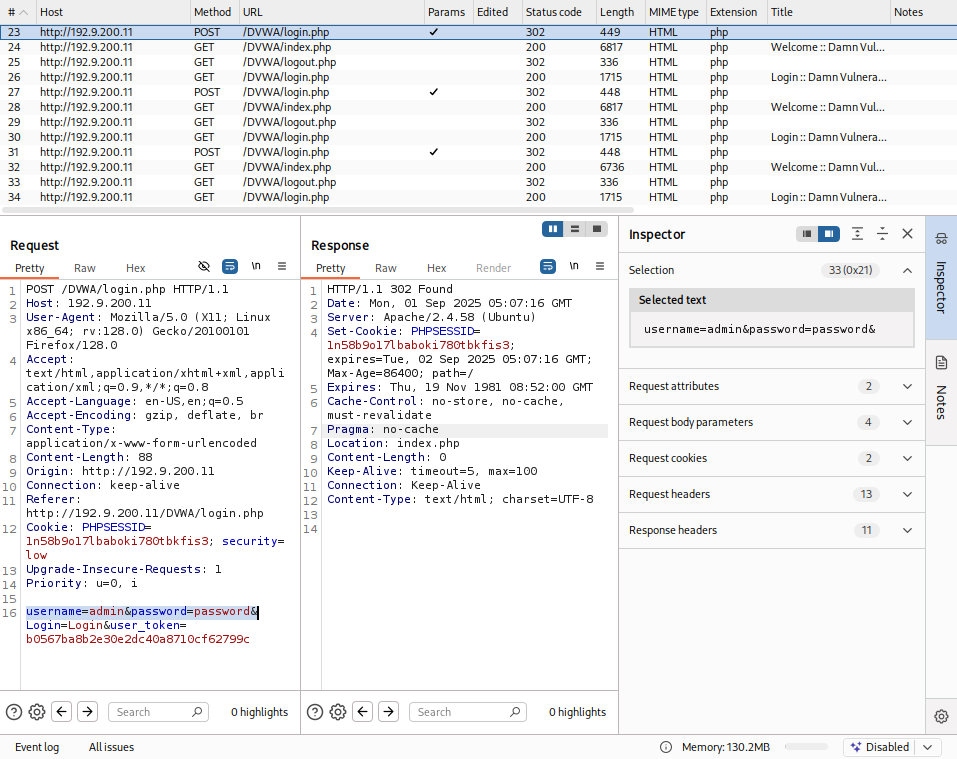 # Host Method URL Params Edited Status code Length MIME type Extension Title Notes
23 http://192.9.200.11 POST /DVWA/login.php ✓ 302 449 HTML php
24 http://192.9.200.11 GET /DVWA/index.php 200 6817 HTML php Welcome :: Damn Vul...
25 http://192.9.200.11 GET /DVWA/logout.php 302 336 HTML php
26 http://192.9.200.11 GET /DVWA/login.php 200 1715 HTML php Login :: Damn Vulnera...
27 http://192.9.200.11 POST /DVWA/login.php ✓ 302 448 HTML php
28 http://192.9.200.11 GET /DVWA/index.php 200 6817 HTML php Welcome :: Damn Vul...
29 http://192.9.200.11 GET /DVWA/logout.php 302 336 HTML php
30 http://192.9.200.11 GET /DVWA/login.php 200 1715 HTML php Login :: Damn Vulnera...
31 http://192.9.200.11 POST /DVWA/login.php ✓ 302 448 HTML php
32 http://192.9.200.11 GET /DVWA/index.php 200 6736 HTML php Welcome :: Damn Vul...
33 http://192.9.200.11 GET /DVWA/logout.php 302 336 HTML php
34 http://192.9.200.11 GET /DVWA/login.php 200 1715 HTML php Login :: Damn Vulnera...
Request
Pretty Raw Hex \n
1 POST /DVWA/login.php HTTP/1.1
2 Host: 192.9.200.11
3 User-Agent: Mozilla/5.0 (X11; Linux
x86_64; rv:128.0) Gecko/20100101
Firefox/128.0
4 Accept:
text/html,application/xhtml+xml,appli
cation/xml;q=0.9,*/*;q=0.8
5 Accept-Language: en-US,en;q=0.5
6 Accept-Encoding: gzip, deflate, br
7 Content-Type:
application/x-www-form-urlencoded
8 Content-Length: 88
9 Origin: http://192.9.200.11
10 Connection: keep-alive
11 Referer:
http://192.9.200.11/DVWA/login.php
12 Cookie: PHPSESSID=
1n58b9o17lbaboki780tbkfis3; security=
low
13 Upgrade-Insecure-Requests: 1
14 Priority: u=0, i
15
16 username=admin&password=password&
Login=Login&user_token=
b0567ba8b2e30e2dc40a8710cf62799c
Search 0 highlights
Response
Pretty Raw Hex Render \n
1 HTTP/1.1 302 Found
2 Date: Mon, 01 Sep 2025 05:07:16 GMT
3 Server: Apache/2.4.58 (Ubuntu)
4 Set-Cookie: PHPSESSID=
1n58b9o17lbaboki780tbkfis3;
expires=Tue, 02 Sep 2025 05:07:16 GMT;
Max-Age=86400; path=/
5 Expires: Thu, 19 Nov 1981 08:52:00 GMT
6 Cache-Control: no-store, no-cache,
must-revalidate
7 Pragma: no-cache
8 Location: index.php
9 Content-Length: 0
10 Keep-Alive: timeout=5, max=100
11 Connection: Keep-Alive
12 Content-Type: text/html; charset=UTF-8
13
14
Search 0 highlights
Inspector
Selection 33 (0x21)
Selected text
username=admin&password=password&
Request attributes 2
Request body parameters 4
Request cookies 2
Request headers 13
Response headers 11
Inspector
Notes
Event log All issues Memory: 130.2MB Disabled